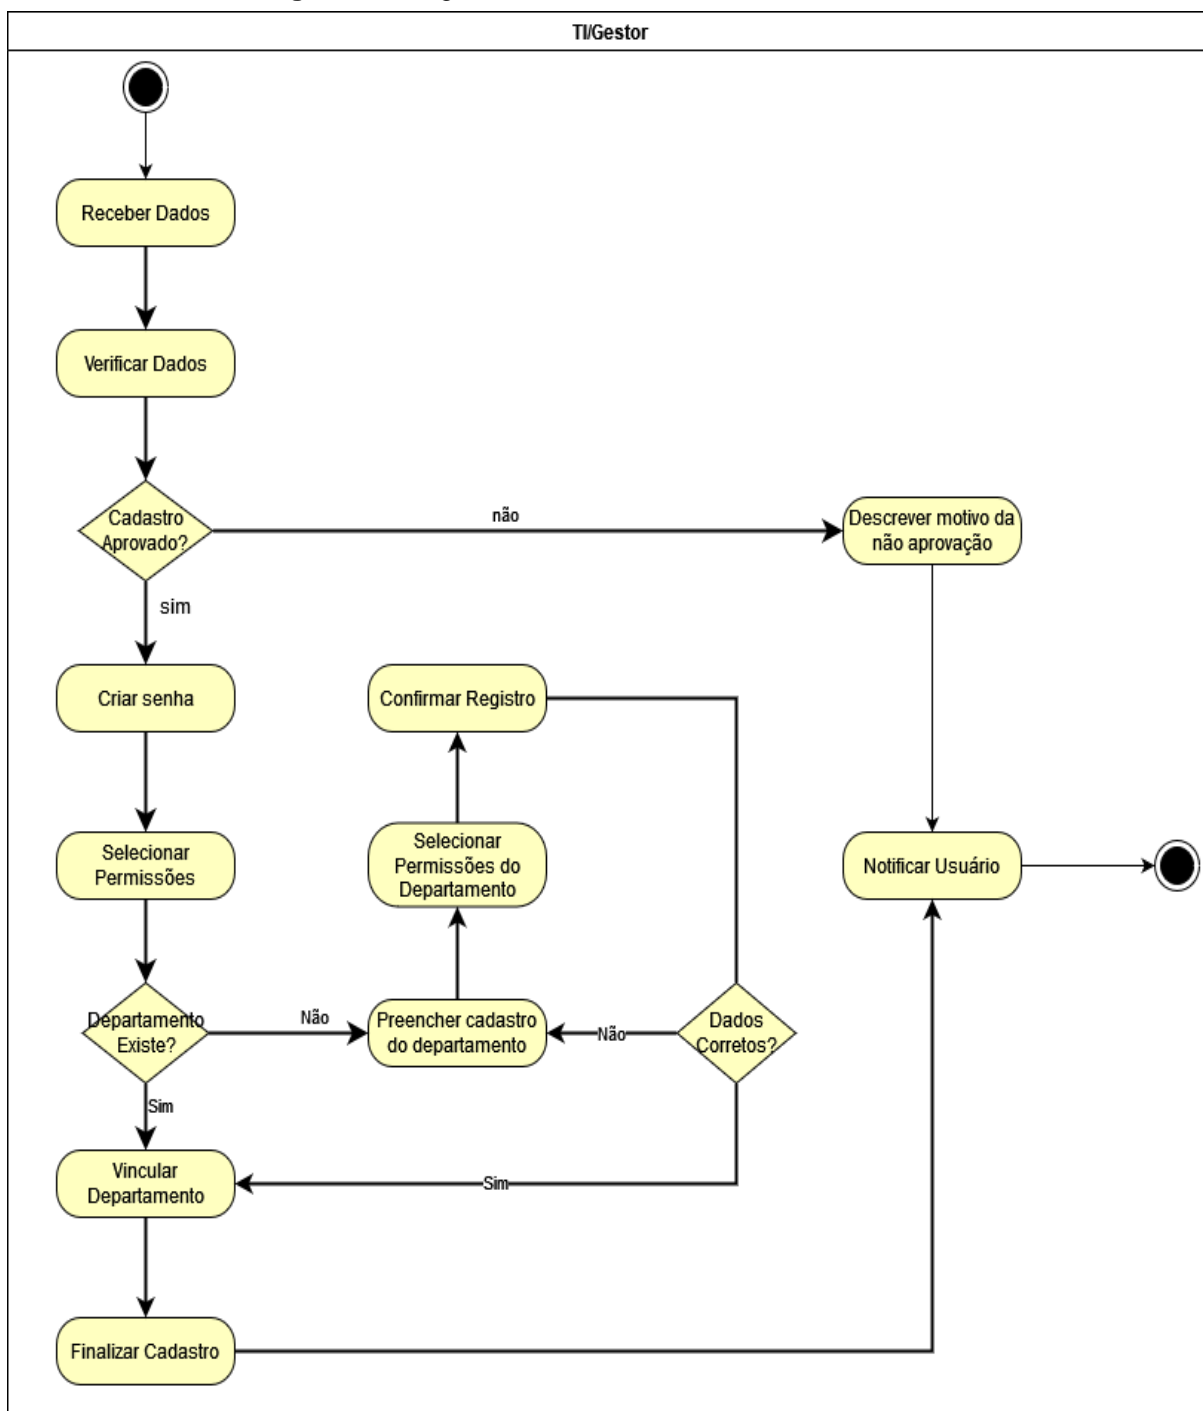 TI/Gestor
Receber Dados
Verificar Dados
Cadastro
Aprovado?
não
Descrever motivo da
não aprovação
sim
Criar senha
Confirmar Registro
Selecionar
Permissões
Selecionar
Permissões do
Departamento
Notificar Usuário
Departamento
Existe?
Não
Preencher cadastro
do departamento
Não
Dados
Corretos?
Sim
Vincular
Departamento
Sim
Finalizar Cadastro